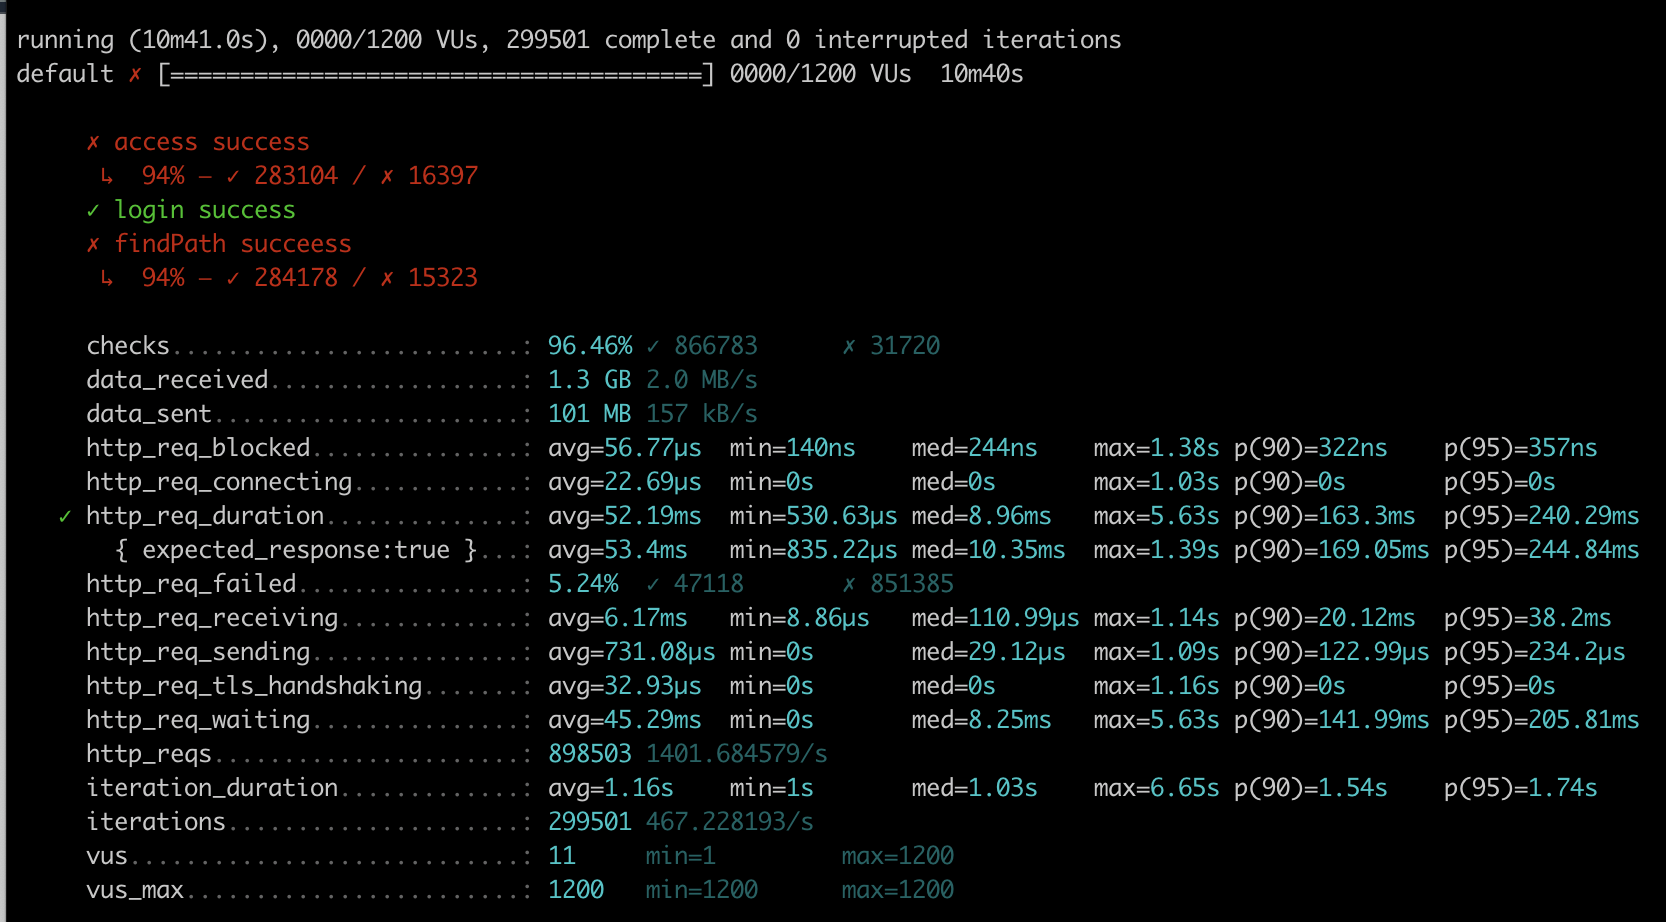 running (10m41.0s), 0000/1200 VUs, 299501 complete and 0 interrupted iterations
default ✗ [======================================] 0000/1200 VUs  10m40s
✗ access success
↳  94% — ✓ 283104 / ✗ 16397
✓ login success
✗ findPath succeess
↳  94% — ✓ 284178 / ✗ 15323
checks.........................: 96.46% ✓ 866783      ✗ 31720
data_received..................: 1.3 GB 2.0 MB/s
data_sent......................: 101 MB 157 kB/s
http_req_blocked...............: avg=56.77µs  min=140ns    med=244ns    max=1.38s p(90)=322ns    p(95)=357ns
http_req_connecting............: avg=22.69µs  min=0s       med=0s       max=1.03s p(90)=0s       p(95)=0s
✓ http_req_duration..............: avg=52.19ms  min=530.63µs med=8.96ms   max=5.63s p(90)=163.3ms  p(95)=240.29ms
{ expected_response:true }...: avg=53.4ms   min=835.22µs med=10.35ms  max=1.39s p(90)=169.05ms p(95)=244.84ms
http_req_failed................: 5.24%  ✓ 47118       ✗ 851385
http_req_receiving.............: avg=6.17ms   min=8.86µs   med=110.99µs max=1.14s p(90)=20.12ms  p(95)=38.2ms
http_req_sending...............: avg=731.08µs min=0s       med=29.12µs  max=1.09s p(90)=122.99µs p(95)=234.2µs
http_req_tls_handshaking.......: avg=32.93µs  min=0s       med=0s       max=1.16s p(90)=0s       p(95)=0s
http_req_waiting...............: avg=45.29ms  min=0s       med=8.25ms   max=5.63s p(90)=141.99ms p(95)=205.81ms
http_reqs......................: 898503 1401.684579/s
iteration_duration.............: avg=1.16s    min=1s       med=1.03s    max=6.65s p(90)=1.54s    p(95)=1.74s
iterations.....................: 299501 467.228193/s
vus............................: 11     min=1         max=1200
vus_max........................: 1200   min=1200      max=1200